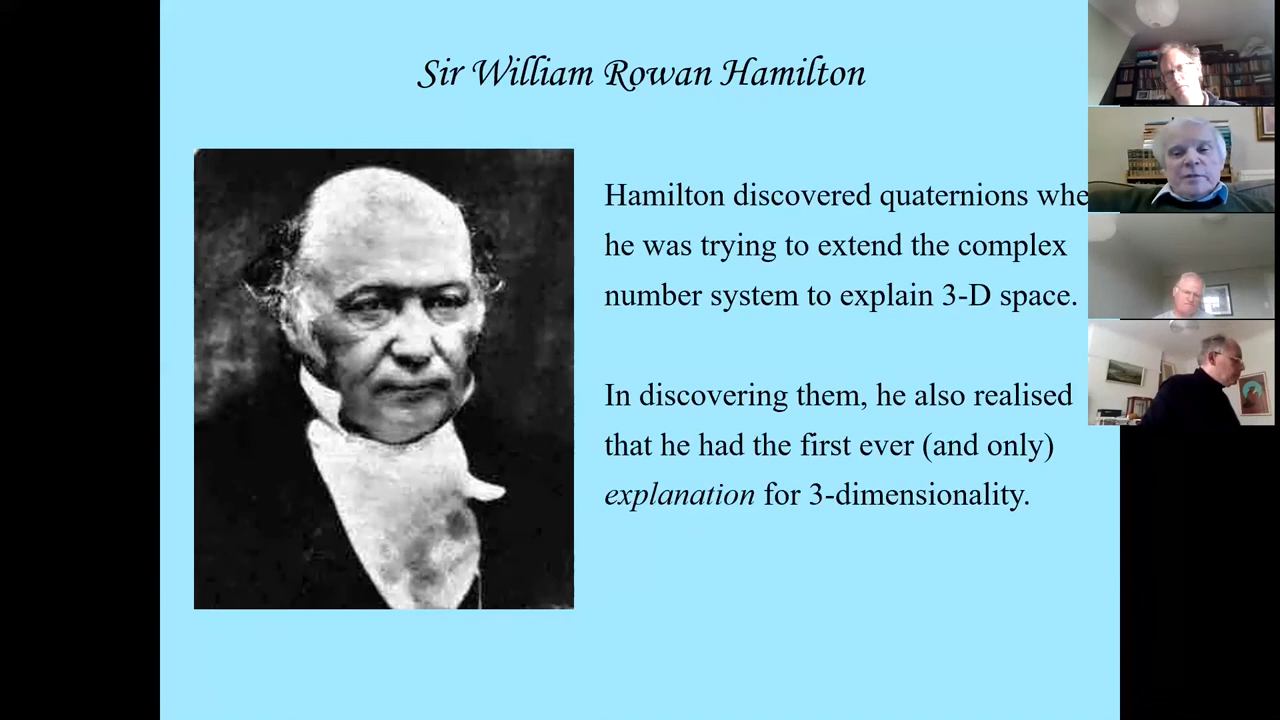 Sir William Rowan Hamilton
Hamilton discovered quaternions whe
he was trying to extend the complex
number system to explain 3-D space.
In discovering them, he also realised
that he had the first ever (and only)
explanation for 3-dimensionality.